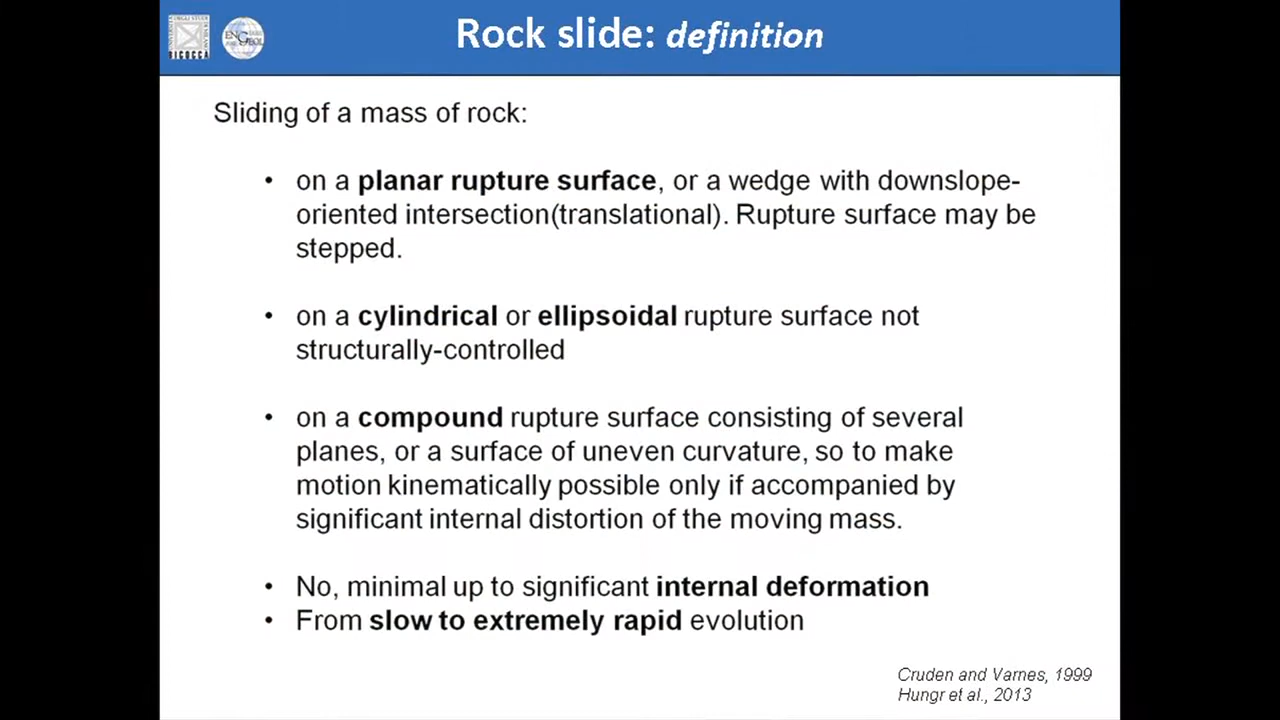 Rock slide: definition
Sliding of a mass of rock:
• on a planar rupture surface, or a wedge with downslope-
oriented intersection(translational). Rupture surface may be
stepped.
• on a cylindrical or ellipsoidal rupture surface not
structurally-controlled
• on a compound rupture surface consisting of several
planes, or a surface of uneven curvature, so to make
motion kinematically possible only if accompanied by
significant internal distortion of the moving mass.
• No, minimal up to significant internal deformation
• From slow to extremely rapid evolution
Cruden and Varnes, 1999
Hungr et al., 2013